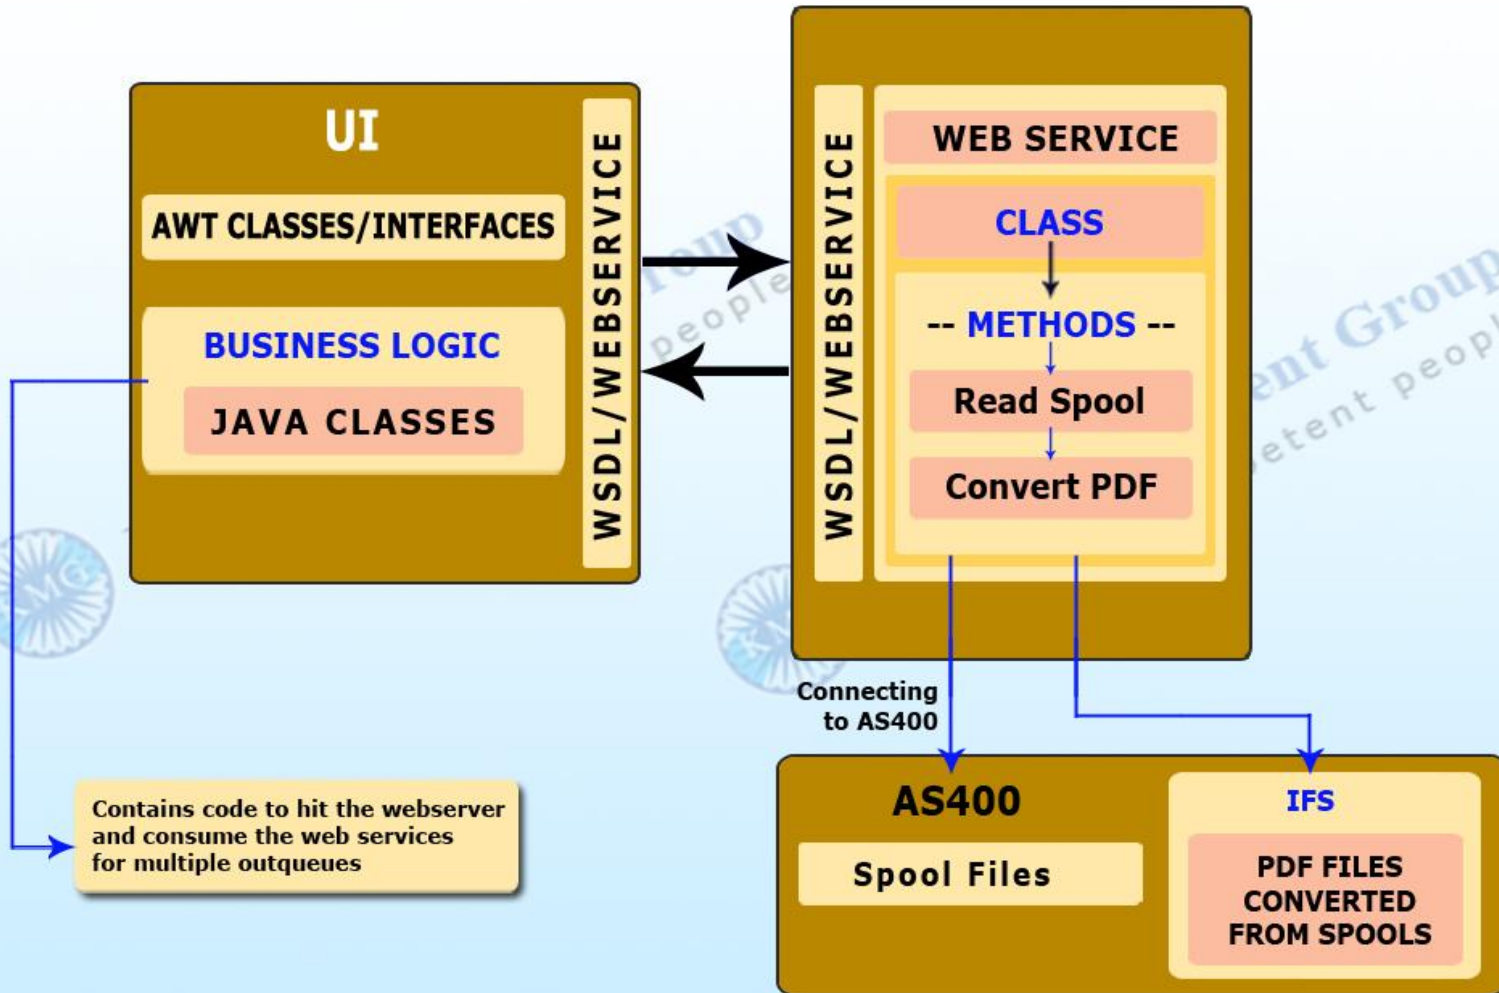 UI
AWT CLASSES/INTERFACES
BUSINESS LOGIC
JAVA CLASSES
WSDL/WEBSERVICE
WSDL/WEBSERVICE
WEB SERVICE
CLASS
-- METHODS --
Read Spool
Convert PDF
Connecting
to AS400
Contains code to hit the webserver
and consume the web services
for multiple outqueues
AS400
Spool Files
IFS
PDF FILES
CONVERTED
FROM SPOOLS
Group
people